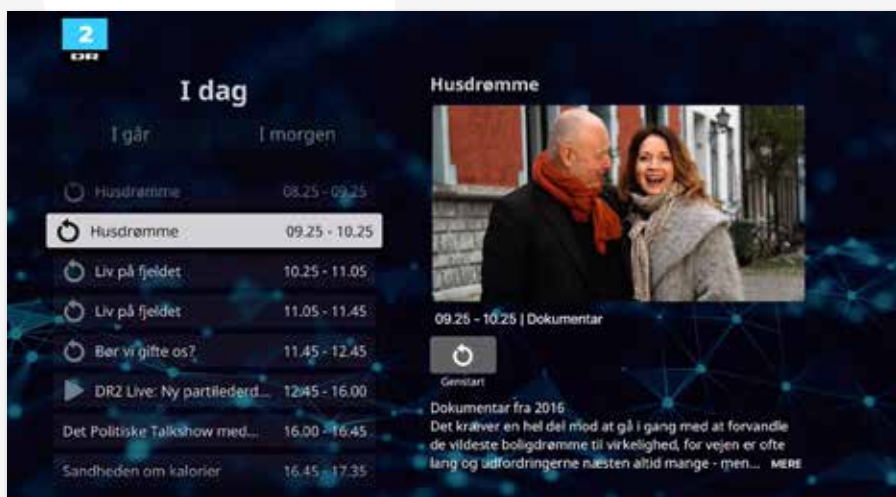 2
DR
I dag
I går
I morgen
Husdrømme 08.25 - 09.25
Husdrømme 09.25 - 10.25
Liv på fjeldet 10.25 - 11.05
Liv på fjeldet 11.05 - 11.45
Bør vi gifte os? 11.45 - 12.45
DR2 Live: Ny partilederd... 12.45 - 16.00
Det Politiske Talkshow med... 16.00 - 16.45
Sandheden om kalorier 16.45 - 17.35
Husdrømme
09.25 - 10.25 | Dokumentar
Genstart
Dokumentar fra 2016
Det kræver en hel del mod at gå i gang med at forvandle
de vildeste boligdrømme til virkelighed, for vejen er ofte
lang og udfordringerne næsten altid mange - men... MERE